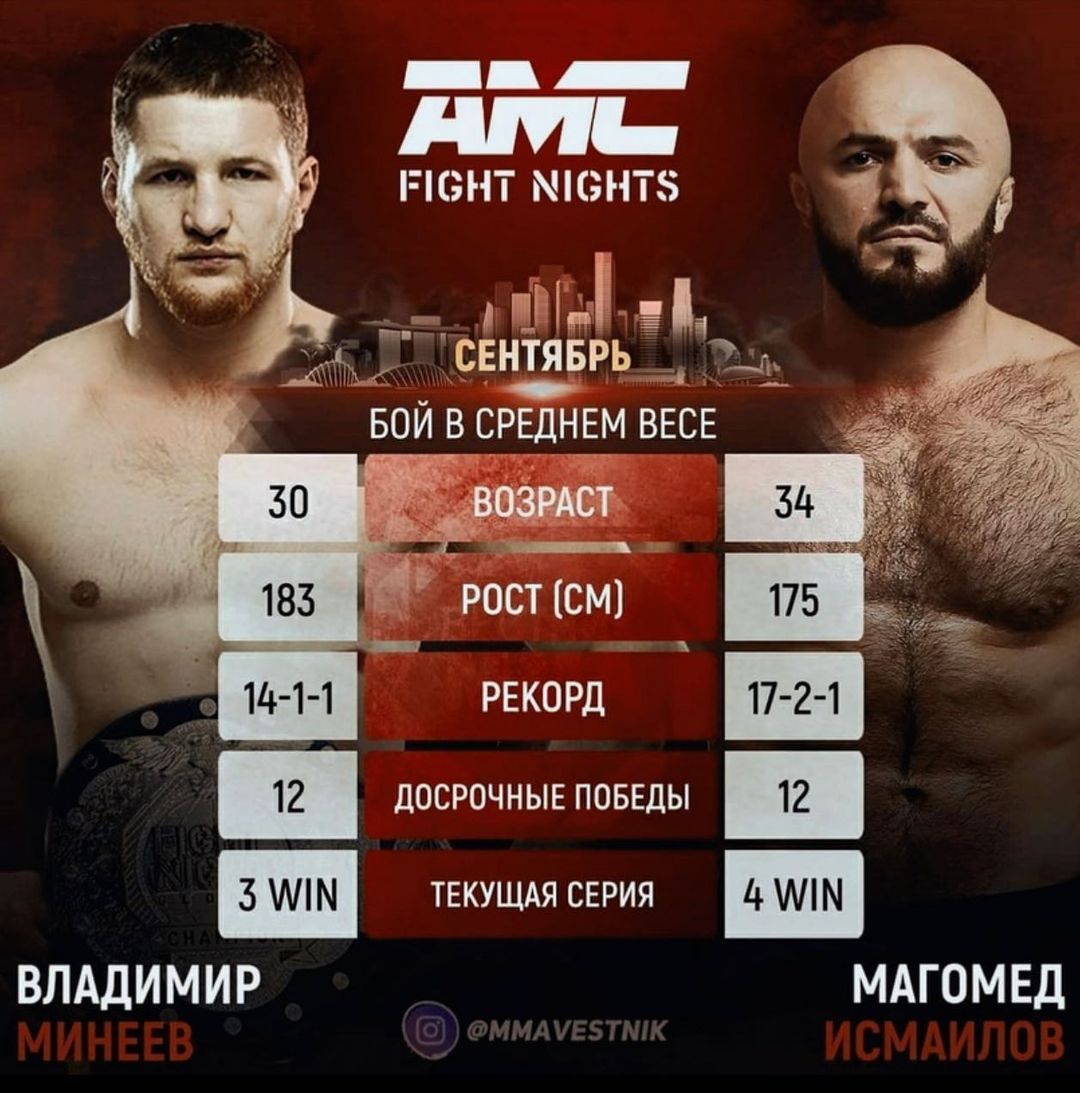 AMC
FIGHT NIGHTS
СЕНТЯБРЬ
БОЙ В СРЕДНЕМ ВЕСЕ
30 ВОЗРАСТ 34
183 РОСТ (СМ) 175
14-1-1 РЕКОРД 17-2-1
12 ДОСРОЧНЫЕ ПОБЕДЫ 12
3 WIN ТЕКУЩАЯ СЕРИЯ 4 WIN
ВЛАДИМИР
МИНЕЕВ
МАГОМЕД
ИСМАИЛОВ
@MMAVESTNIK